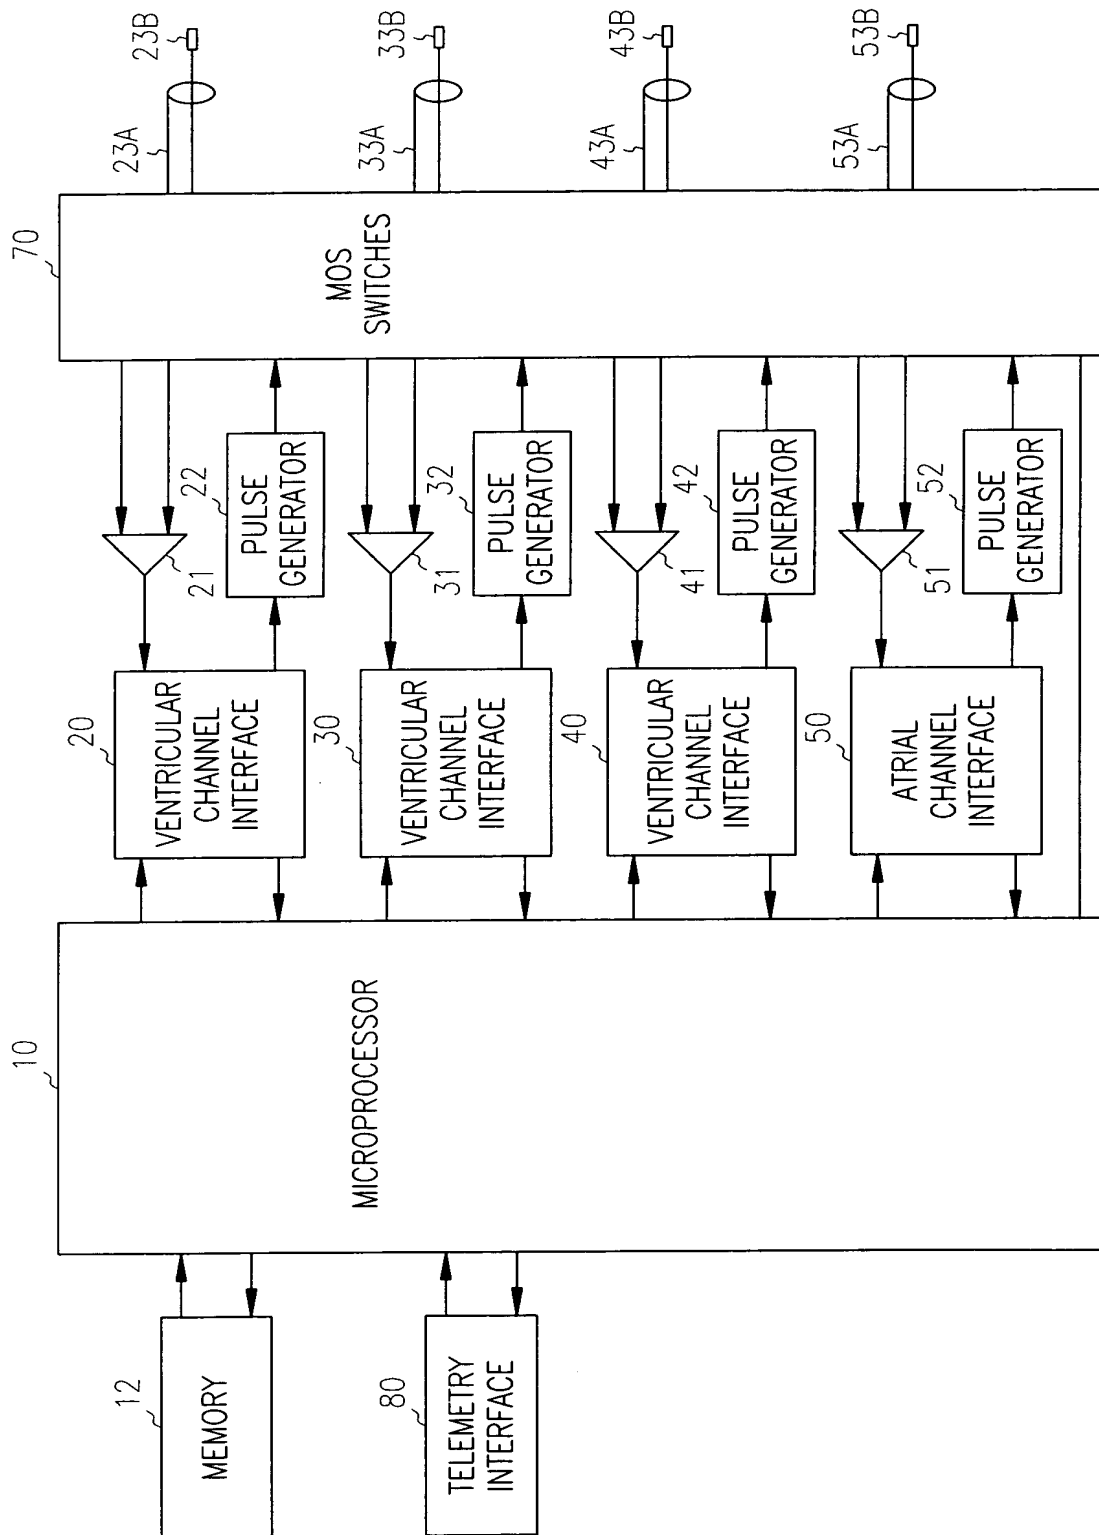 10
MICROPROCESSOR
12
MEMORY
80
TELEMETRY
INTERFACE
20
VENTRICULAR
CHANNEL
INTERFACE
21
22
PULSE
GENERATOR
30
VENTRICULAR
CHANNEL
INTERFACE
31
32
PULSE
GENERATOR
40
VENTRICULAR
CHANNEL
INTERFACE
41
42
PULSE
GENERATOR
50
ATRIAL
CHANNEL
INTERFACE
51
52
PULSE
GENERATOR
70
MOS
SWITCHES
23A
23B
33A
33B
43A
43B
53A
53B